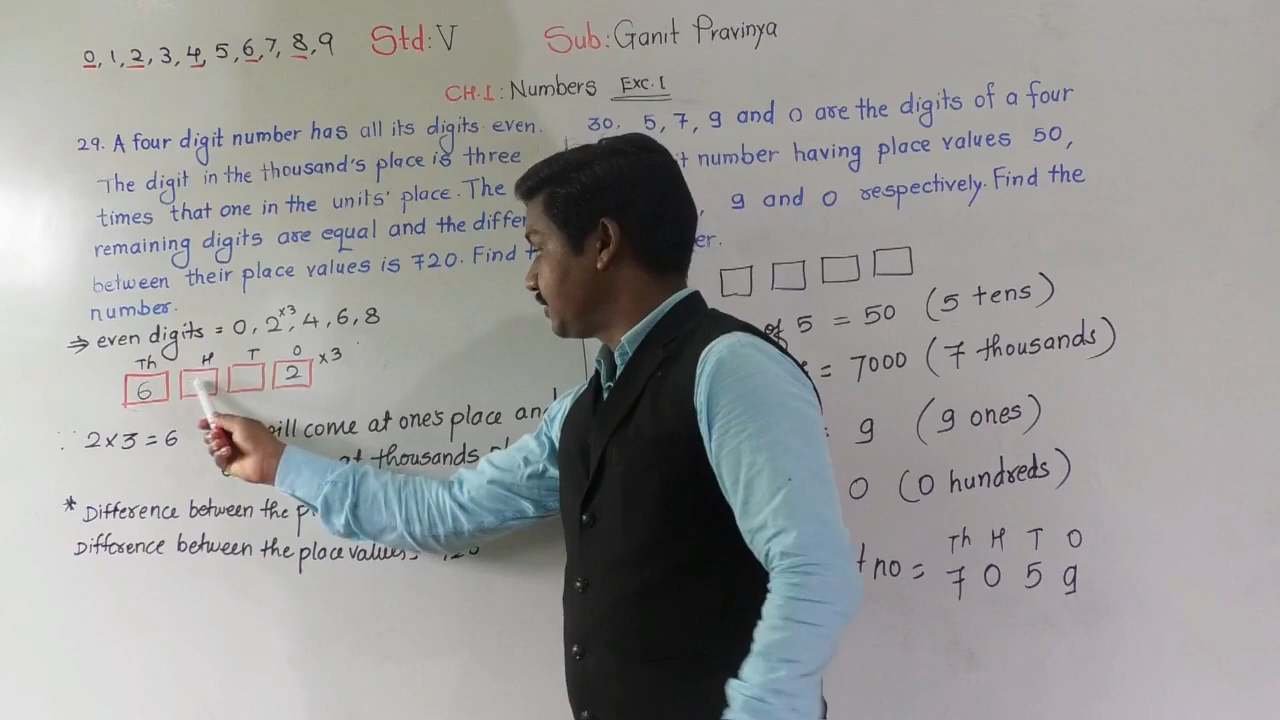 0, 1, 2, 3, 4, 5, 6, 7, 8, 9 Std: V Sub: Ganit Pravinya
CH.I: Numbers Exc.1
29. A four digit number has all its digits even.
The digit in the thousand's place is three
times that one in the units' place. The
remaining digits are equal and the differ
between their place values is 720. Find
number.
⇒ even digits = 0, 2, ×3 4, 6, 8
Th H T O
6 2 ×3
∵ 2×3=6 will come at one's place and
at thousands
* Difference between the
Difference between the place values
30. 5, 7, 9 and 0 are the digits of a four
number having place values 50,
9 and 0 respectively. Find the
of 5 = 50 (5 tens)
= 7000 (7 thousands)
9 (9 ones)
0 (0 hundreds)
Th H T O
no = 7 0 5 9